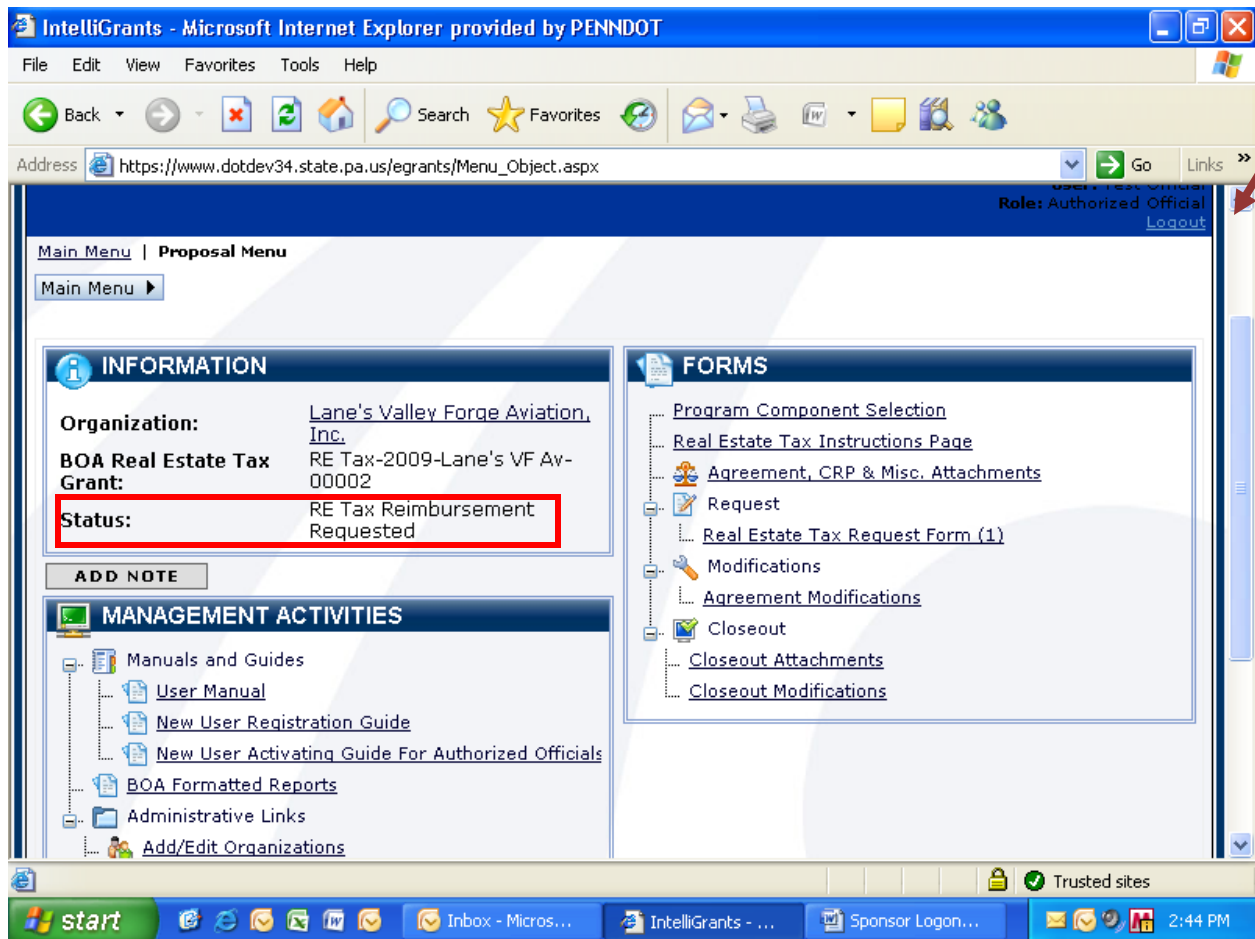 IntelliGrants - Microsoft Internet Explorer provided by PENNDOT
File Edit View Favorites Tools Help
Back Search Favorites
Address https://www.dotdev34.state.pa.us/egrants/Menu_Object.aspx Go Links »
User: Test Official
Role: Authorized Official
Logout
Main Menu | Proposal Menu
Main Menu
INFORMATION
Organization: Lane's Valley Forge Aviation,
Inc.
BOA Real Estate Tax RE Tax-2009-Lane's VF Av-
Grant: 00002
Status: RE Tax Reimbursement
Requested
ADD NOTE
MANAGEMENT ACTIVITIES
Manuals and Guides
User Manual
New User Registration Guide
New User Activating Guide For Authorized Officials
BOA Formatted Reports
Administrative Links
Add/Edit Organizations
FORMS
Program Component Selection
Real Estate Tax Instructions Page
Agreement, CRP & Misc. Attachments
Request
Real Estate Tax Request Form (1)
Modifications
Agreement Modifications
Closeout
Closeout Attachments
Closeout Modifications
Trusted sites
start Inbox - Micros... IntelliGrants - ... Sponsor Logon... 2:44 PM